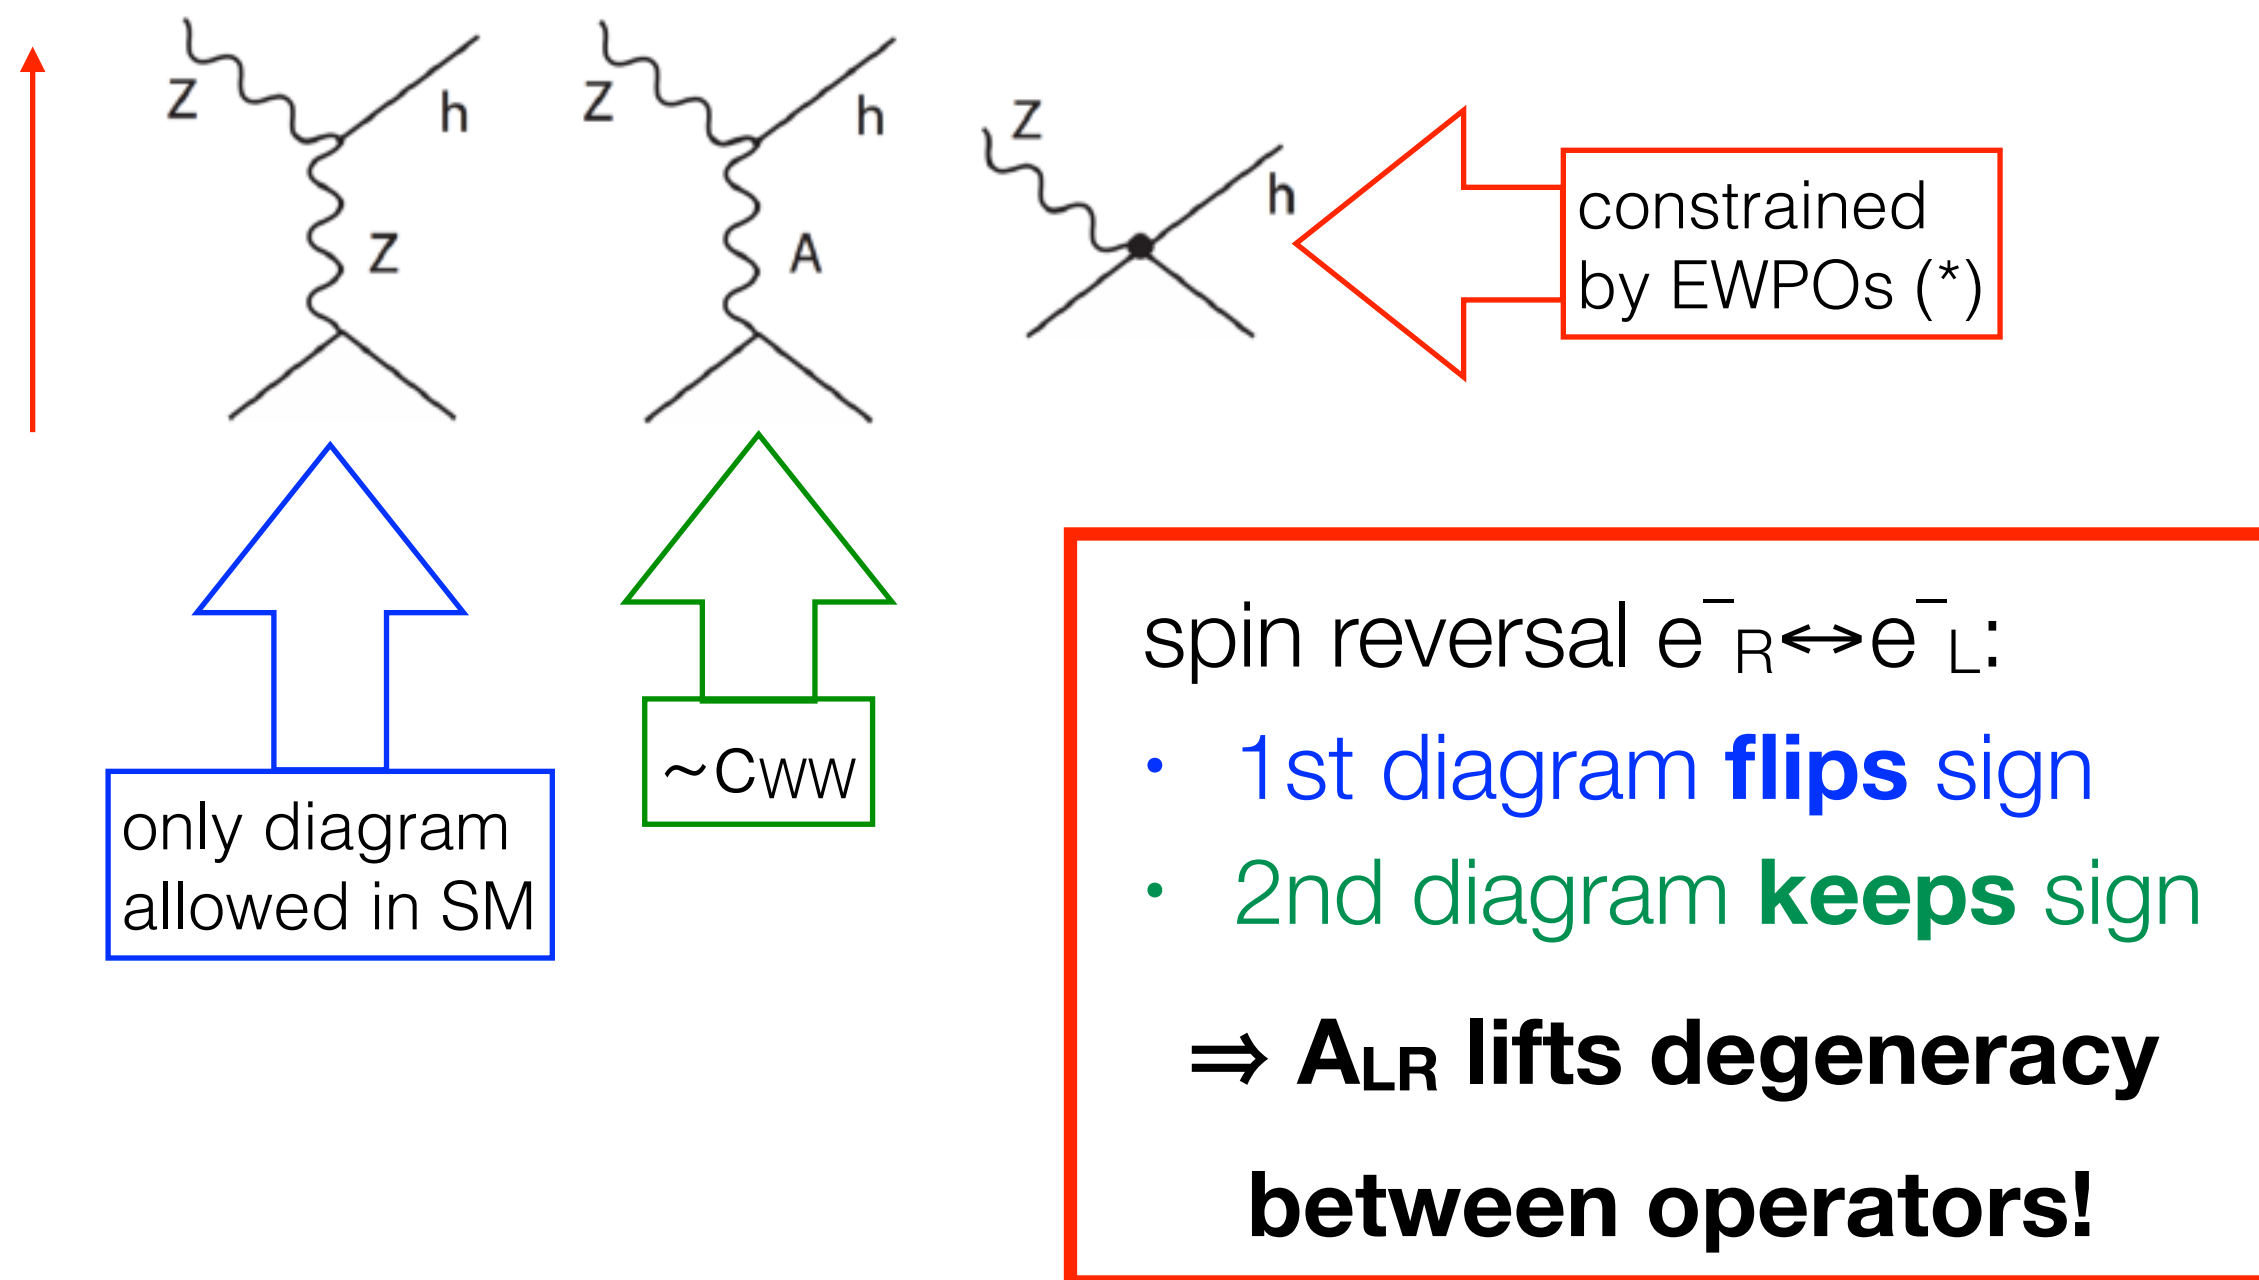 Z
h
Z
Z
h
A
Z
h
constrained
by EWPOs (*)
only diagram
allowed in SM
~cWW
spin reversal e⁻R↔e⁻L:
• 1st diagram flips sign
• 2nd diagram keeps sign
⇒ ALR lifts degeneracy
between operators!